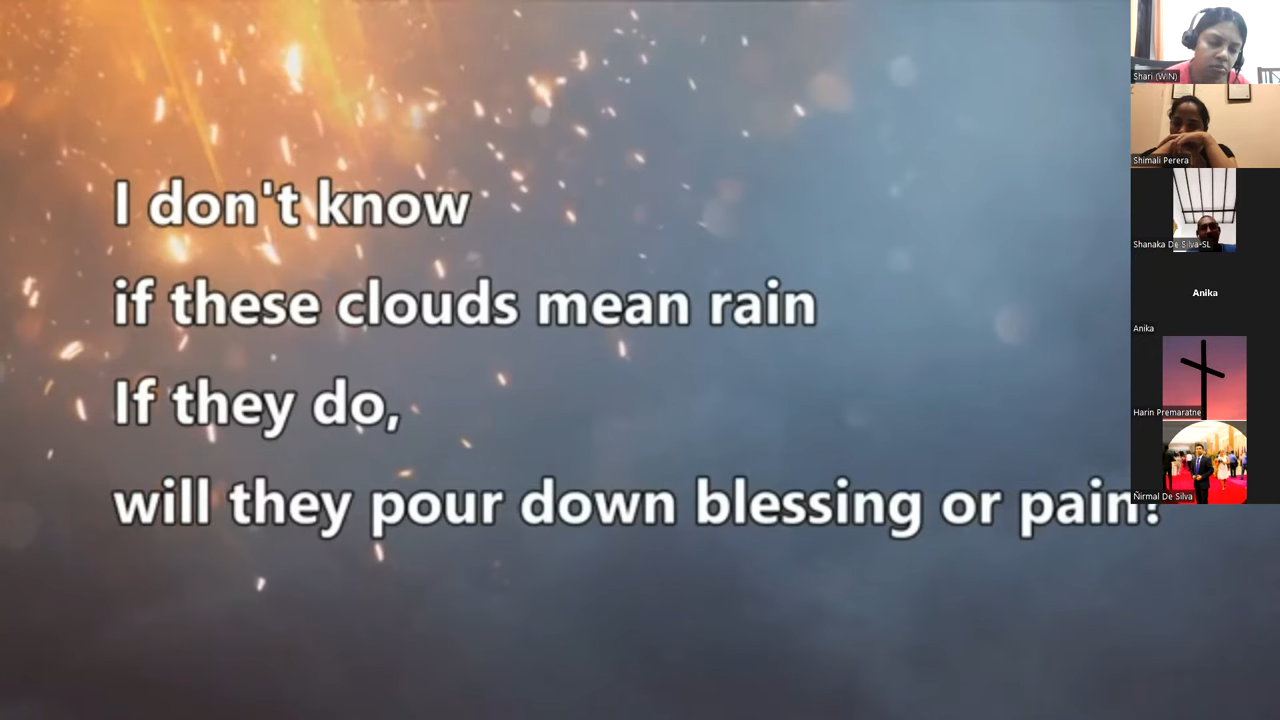 I don't know
if these clouds mean rain
If they do,
will they pour down blessing or pain?
Shari (WIN)
Shimali Perera
Shanaka De Silva-SL
Anika
Anika
Harin Premaratne
Nirmal De Silva